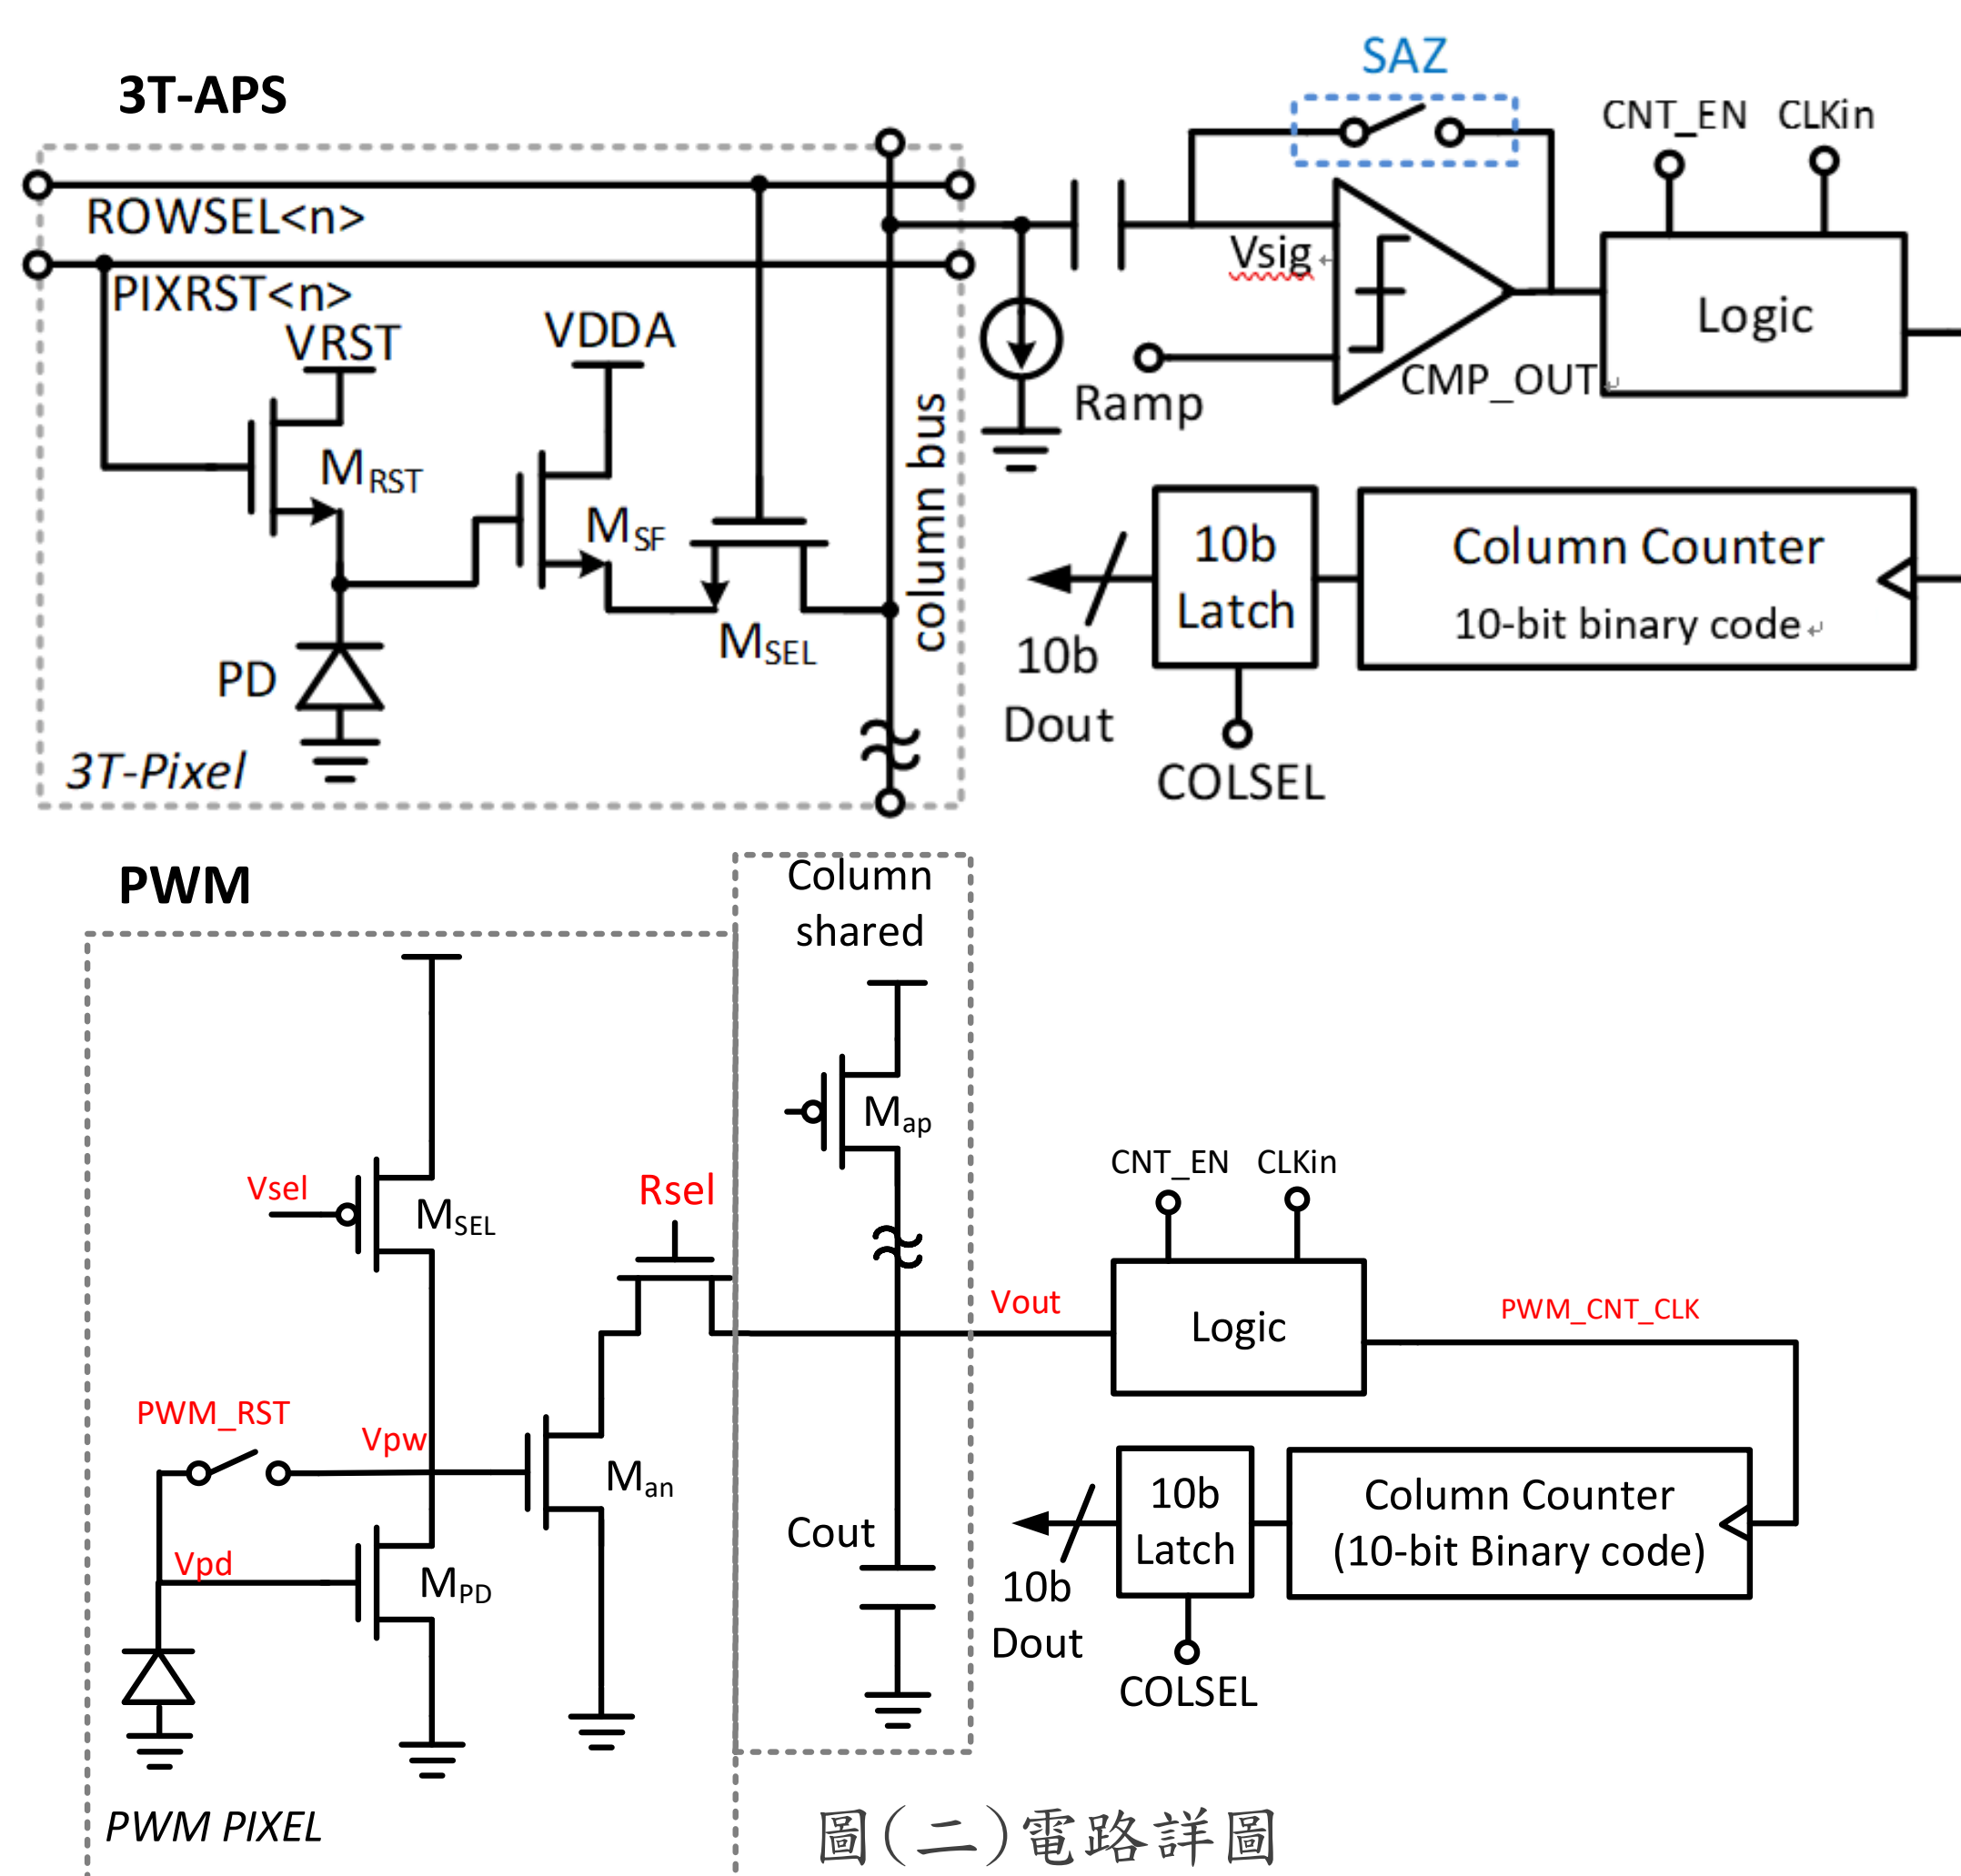 3T-APS
SAZ
CNT_EN
CLKin
ROWSEL<n>
PIXRST<n>
VRST
VDDA
MRST
MSF
MSEL
PD
3T-Pixel
column bus
Vsig
Ramp
CMP_OUT
Logic
10b
Latch
Column Counter
10-bit binary code
10b
Dout
COLSEL
PWM
Column
shared
Map
Vsel
MSEL
Rsel
CNT_EN
CLKin
Vout
Logic
PWM_CNT_CLK
PWM_RST
Vpw
Man
Vpd
MPD
Cout
10b
Latch
Column Counter
(10-bit Binary code)
10b
Dout
COLSEL
PWM PIXEL
圖(二)電路詳圖